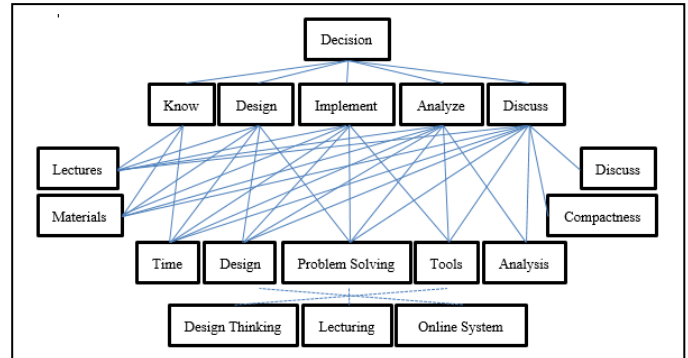 Decision
Know Design Implement Analyze Discuss
Lectures Discuss
Materials Compactness
Time Design Problem Solving Tools Analysis
Design Thinking Lecturing Online System